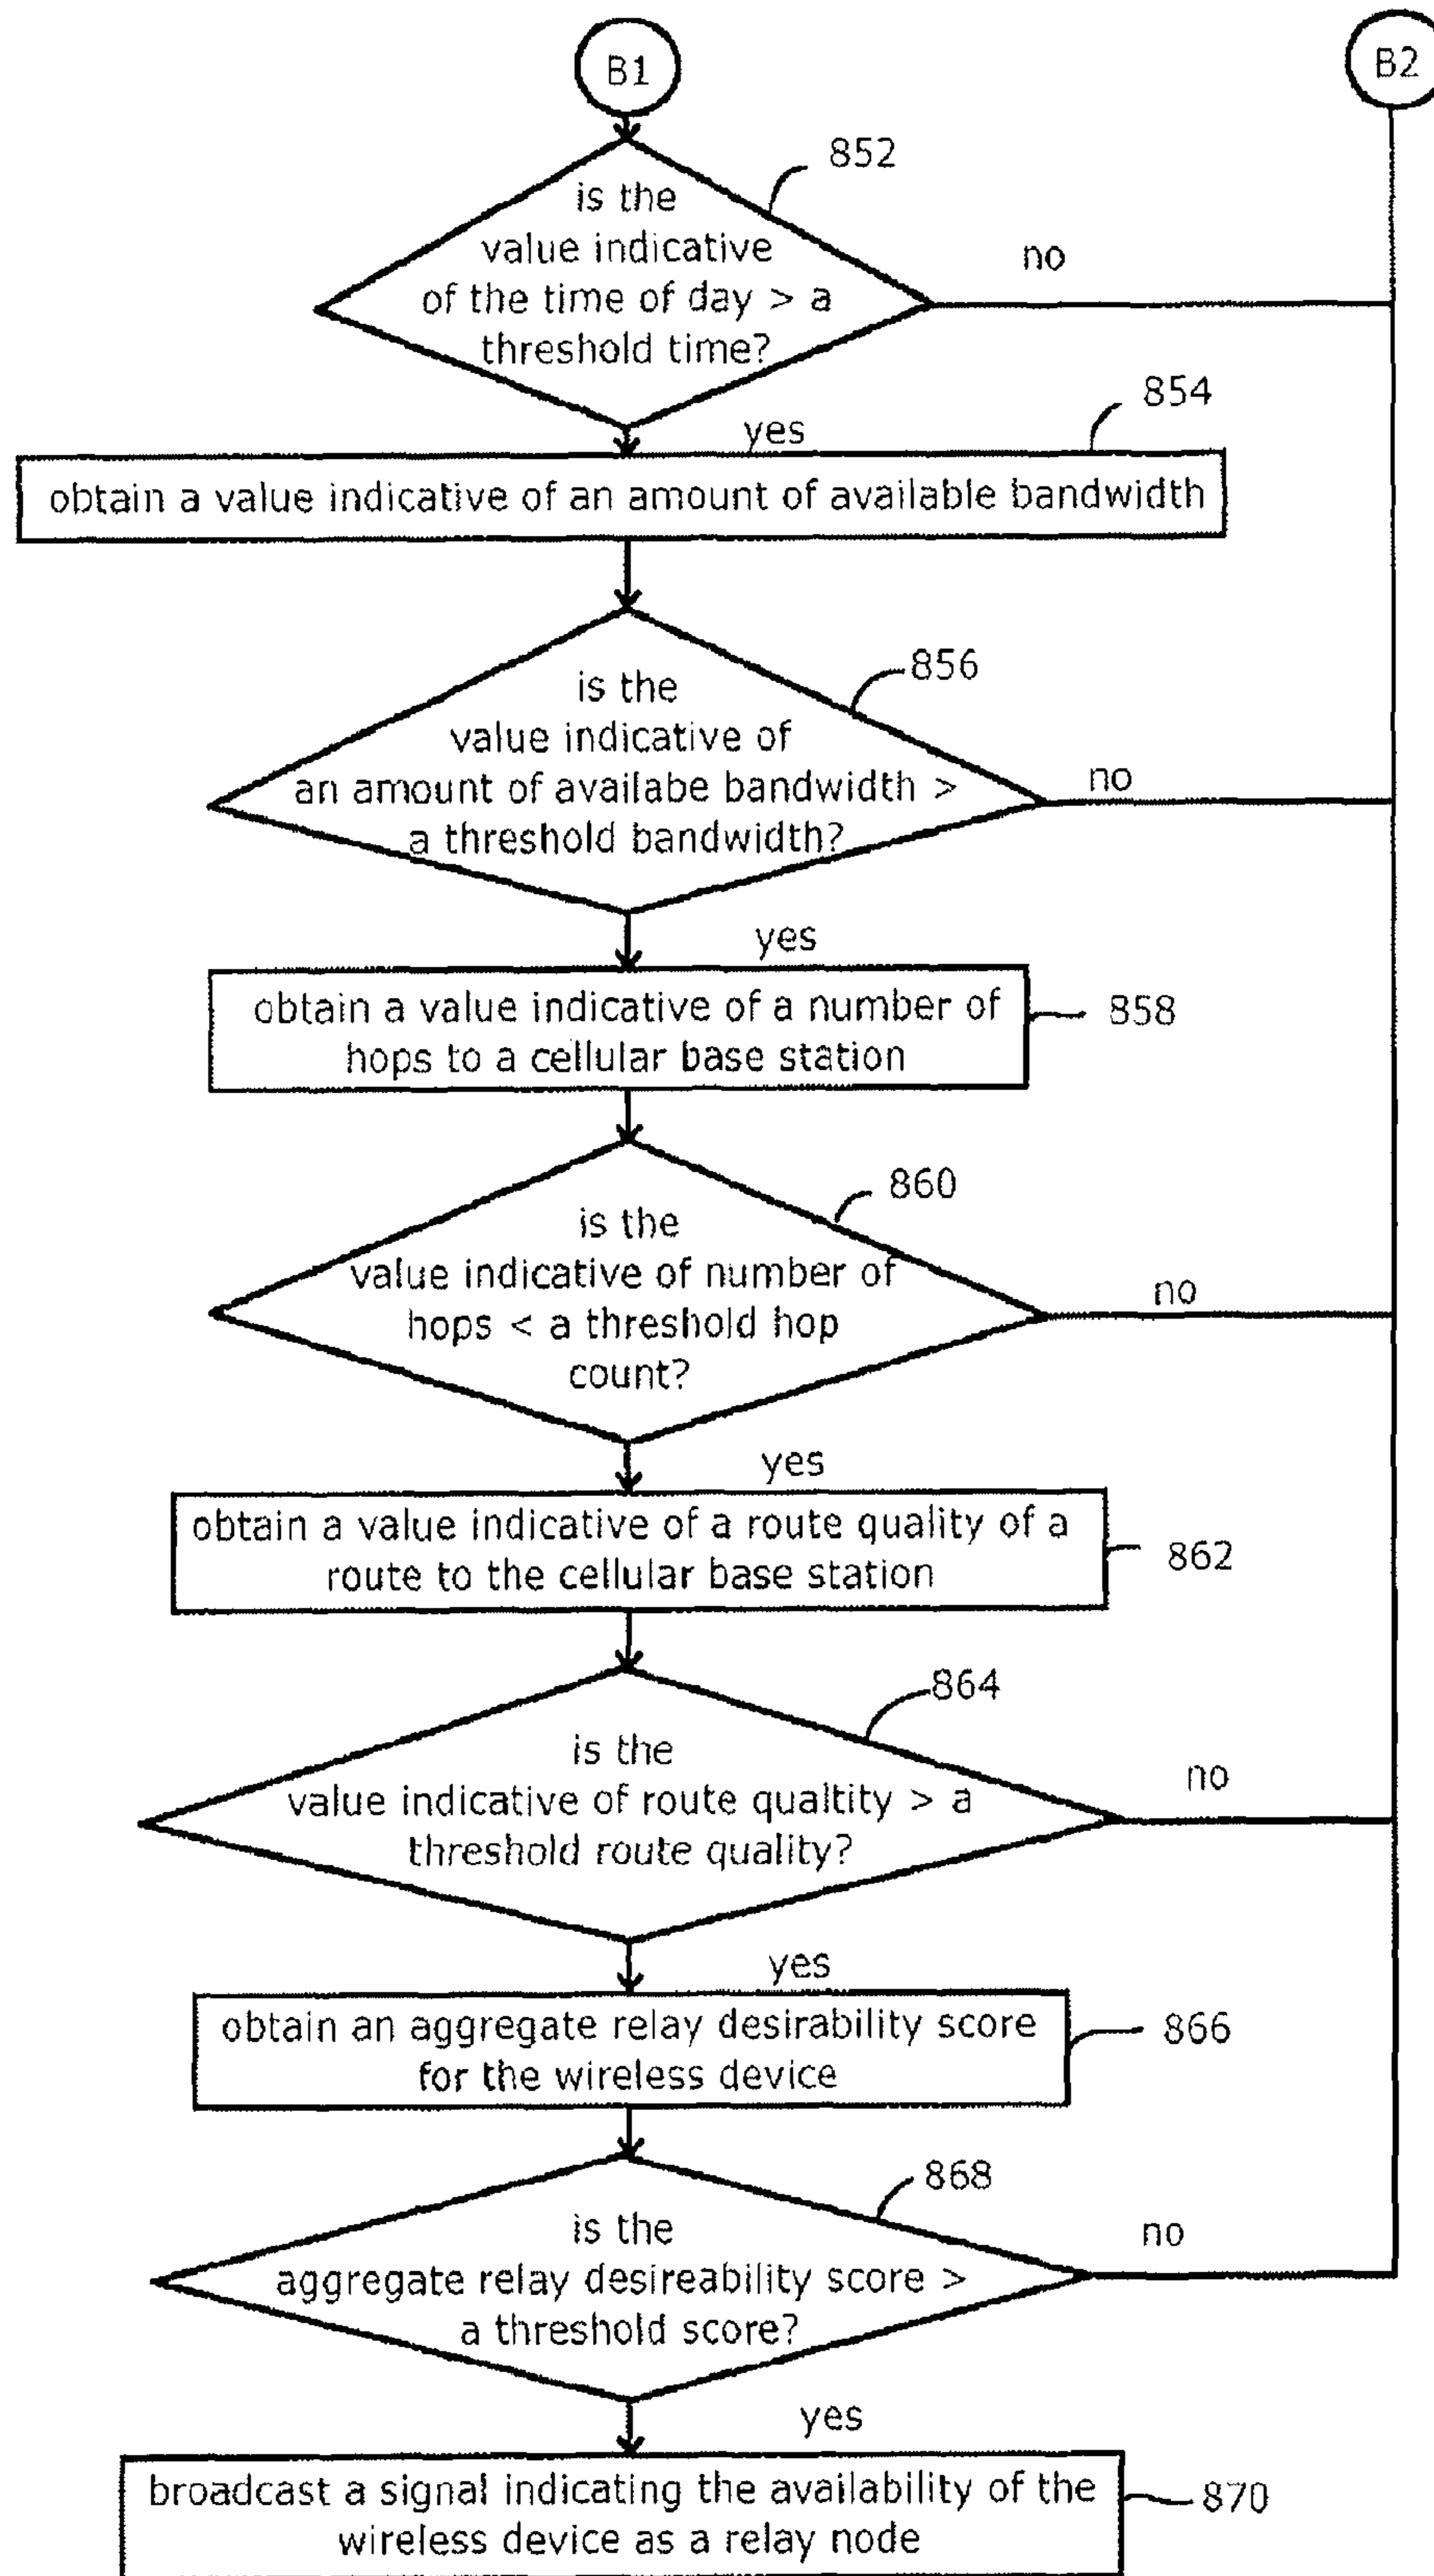 B1
B2
852
is the
value indicative
of the time of day > a
threshold time?
no
854
yes
obtain a value indicative of an amount of available bandwidth
856
is the
value indicative of
an amount of availabe bandwidth >
a threshold bandwidth?
no
yes
obtain a value indicative of a number of
hops to a cellular base station
858
860
is the
value indicative of number of
hops < a threshold hop
count?
no
yes
obtain a value indicative of a route quality of a
route to the cellular base station
862
864
is the
value indicative of route qualtity > a
threshold route quality?
no
yes
obtain an aggregate relay desirability score
for the wireless device
866
868
is the
aggregate relay desireability score >
a threshold score?
no
yes
broadcast a signal indicating the availability of the
wireless device as a relay node
870